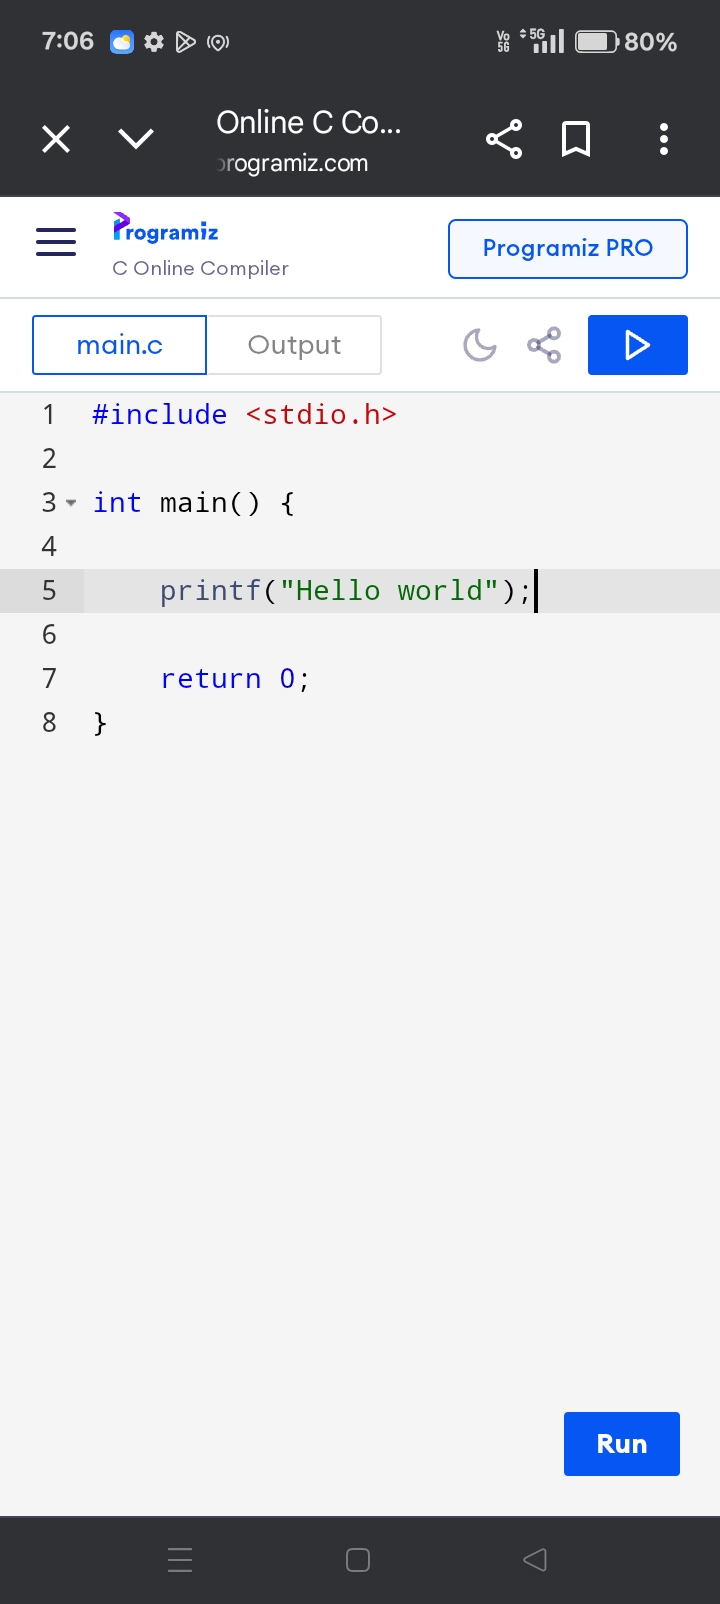 7:06 Vo 5G 5G 80%
Online C Co...
programiz.com
Programiz
C Online Compiler
Programiz PRO
main.c Output
1 #include <stdio.h>
2
3 int main() {
4
5 printf("Hello world");
6
7 return 0;
8 }
Run